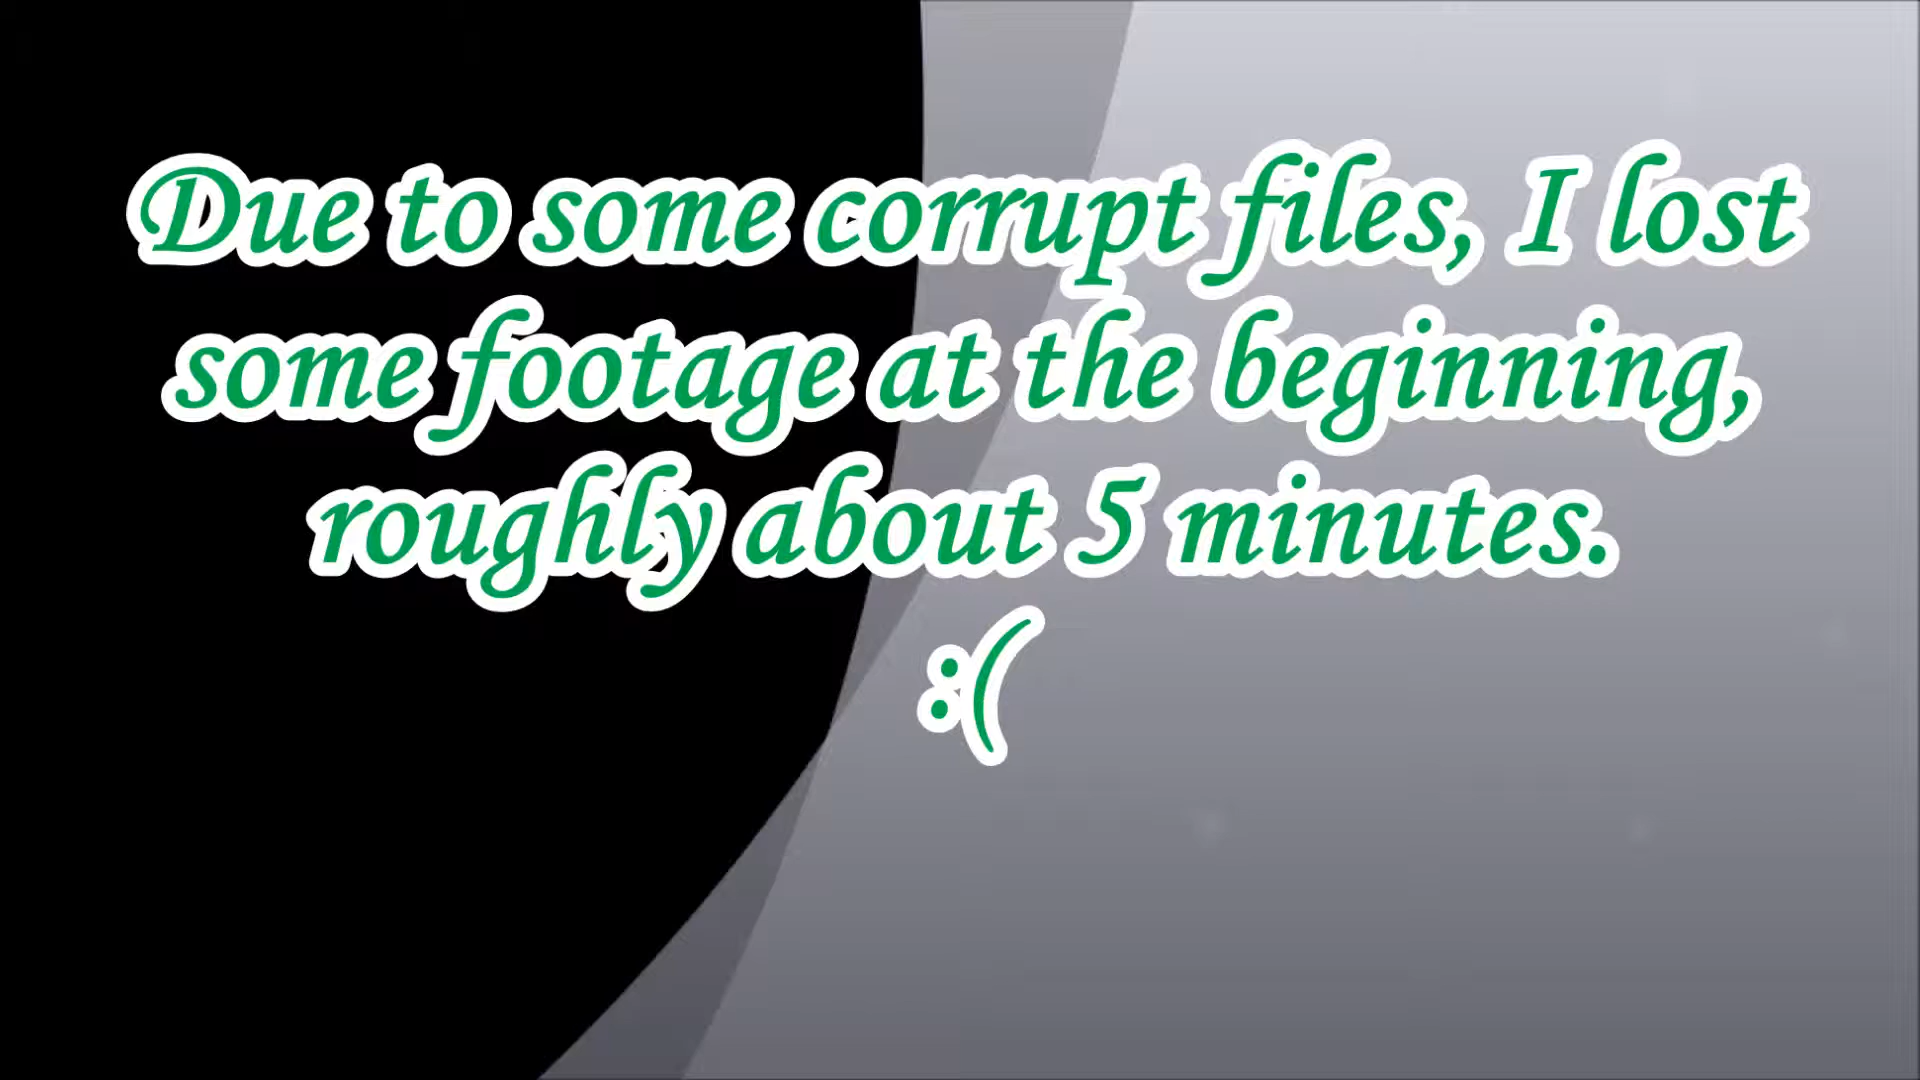 Due to some corrupt files, I lost
some footage at the beginning,
roughly about 5 minutes.
:(